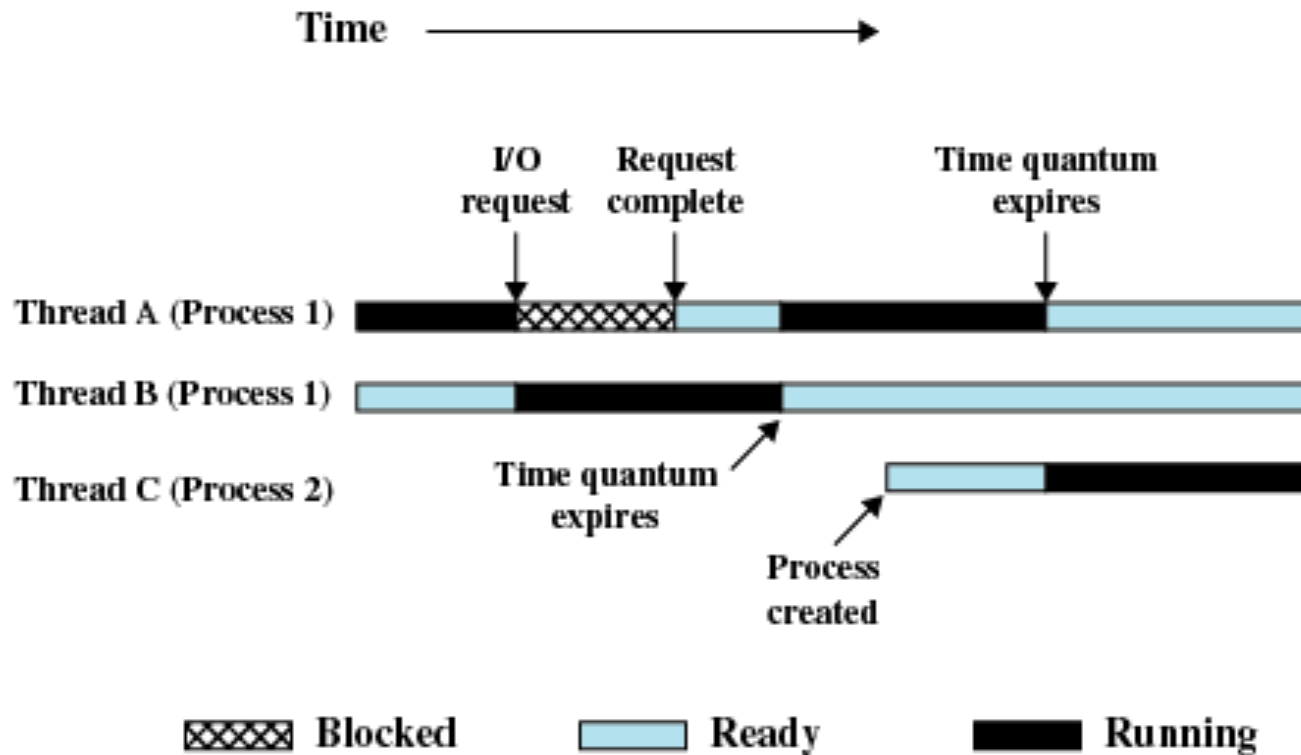 Time
I/O
request
Request
complete
Time quantum
expires
Thread A (Process 1)
Thread B (Process 1)
Thread C (Process 2)
Time quantum
expires
Process
created
Blocked
Ready
Running